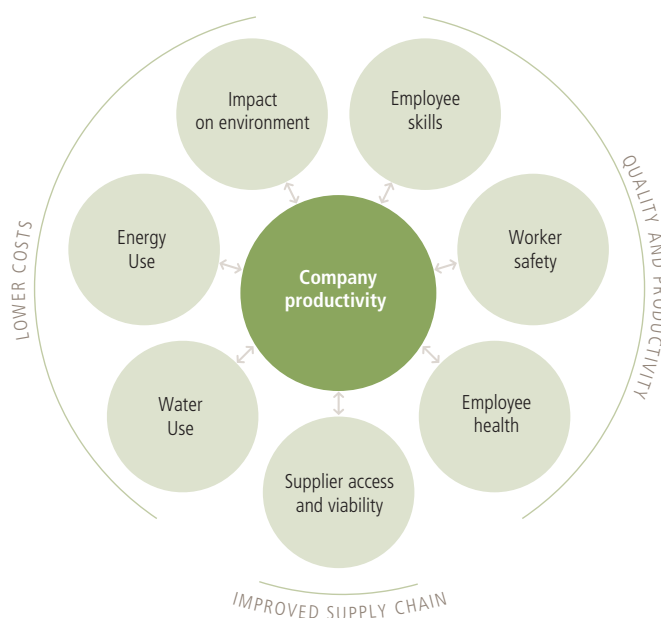 Impact
on environment
Employee
skills
Energy
Use
Worker
safety
Company
productivity
Water
Use
Employee
health
Supplier access
and viability
LOWER COSTS
QUALITY AND PRODUCTIVITY
IMPROVED SUPPLY CHAIN